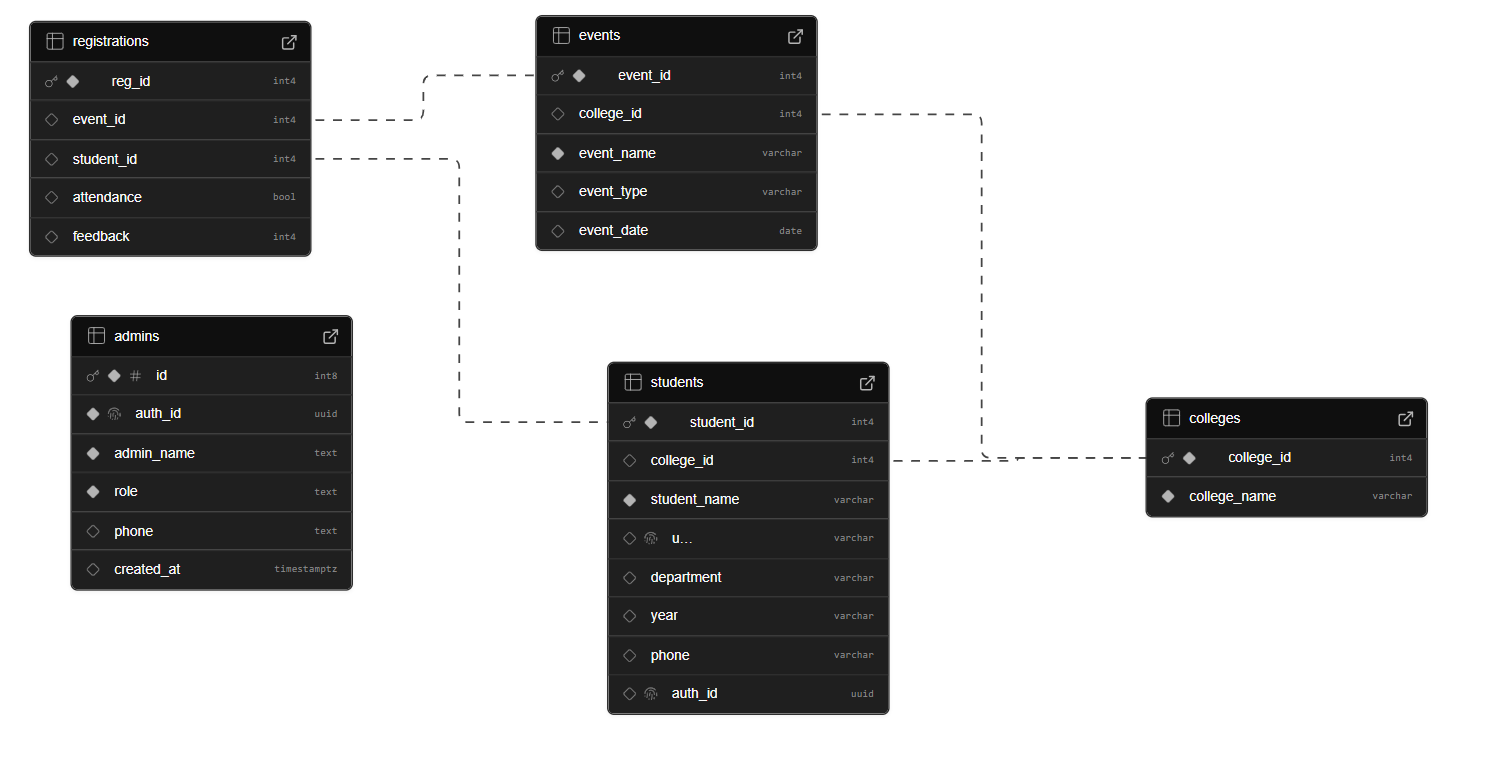 registrations
reg_id int4
event_id int4
student_id int4
attendance bool
feedback int4
events
event_id int4
college_id int4
event_name varchar
event_type varchar
event_date date
admins
id int8
auth_id uuid
admin_name text
role text
phone text
created_at timestamptz
students
student_id int4
college_id int4
student_name varchar
u... varchar
department varchar
year varchar
phone varchar
auth_id uuid
colleges
college_id int4
college_name varchar